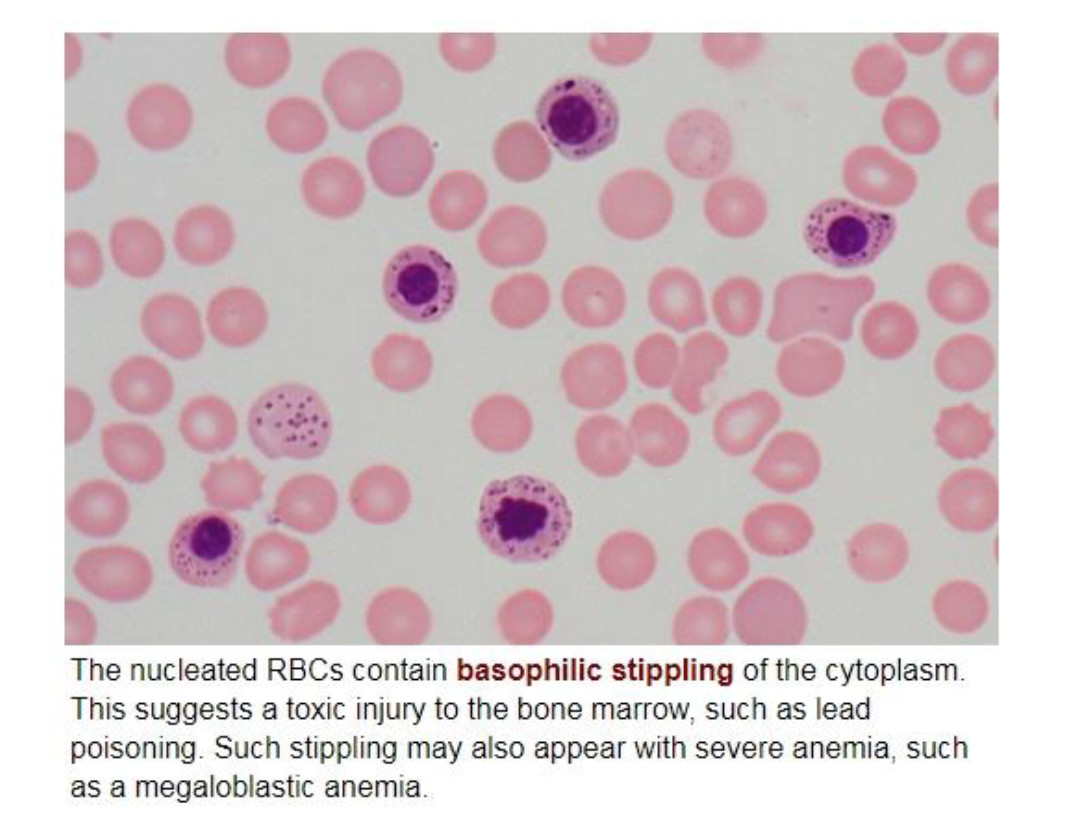 The nucleated RBCs contain basophilic stippling of the cytoplasm.
This suggests a toxic injury to the bone marrow, such as lead
poisoning. Such stippling may also appear with severe anemia, such
as a megaloblastic anemia.